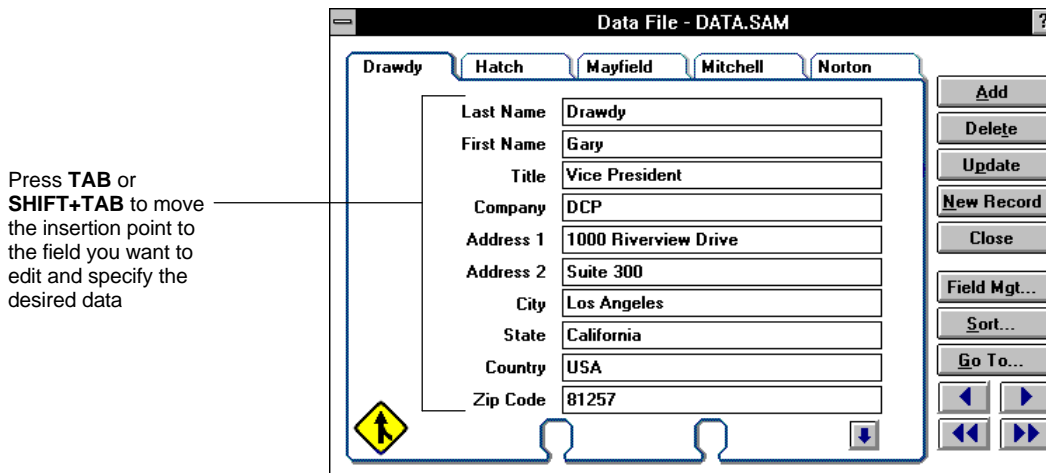 Data File - DATA.SAM
?
Drawdy Hatch Mayfield Mitchell Norton
Press TAB or
SHIFT+TAB to move
the insertion point to
the field you want to
edit and specify the
desired data
Last Name Drawdy
First Name Gary
Title Vice President
Company DCP
Address 1 1000 Riverview Drive
Address 2 Suite 300
City Los Angeles
State California
Country USA
Zip Code 81257
Add
Delete
Update
New Record
Close
Field Mgt...
Sort...
Go To...